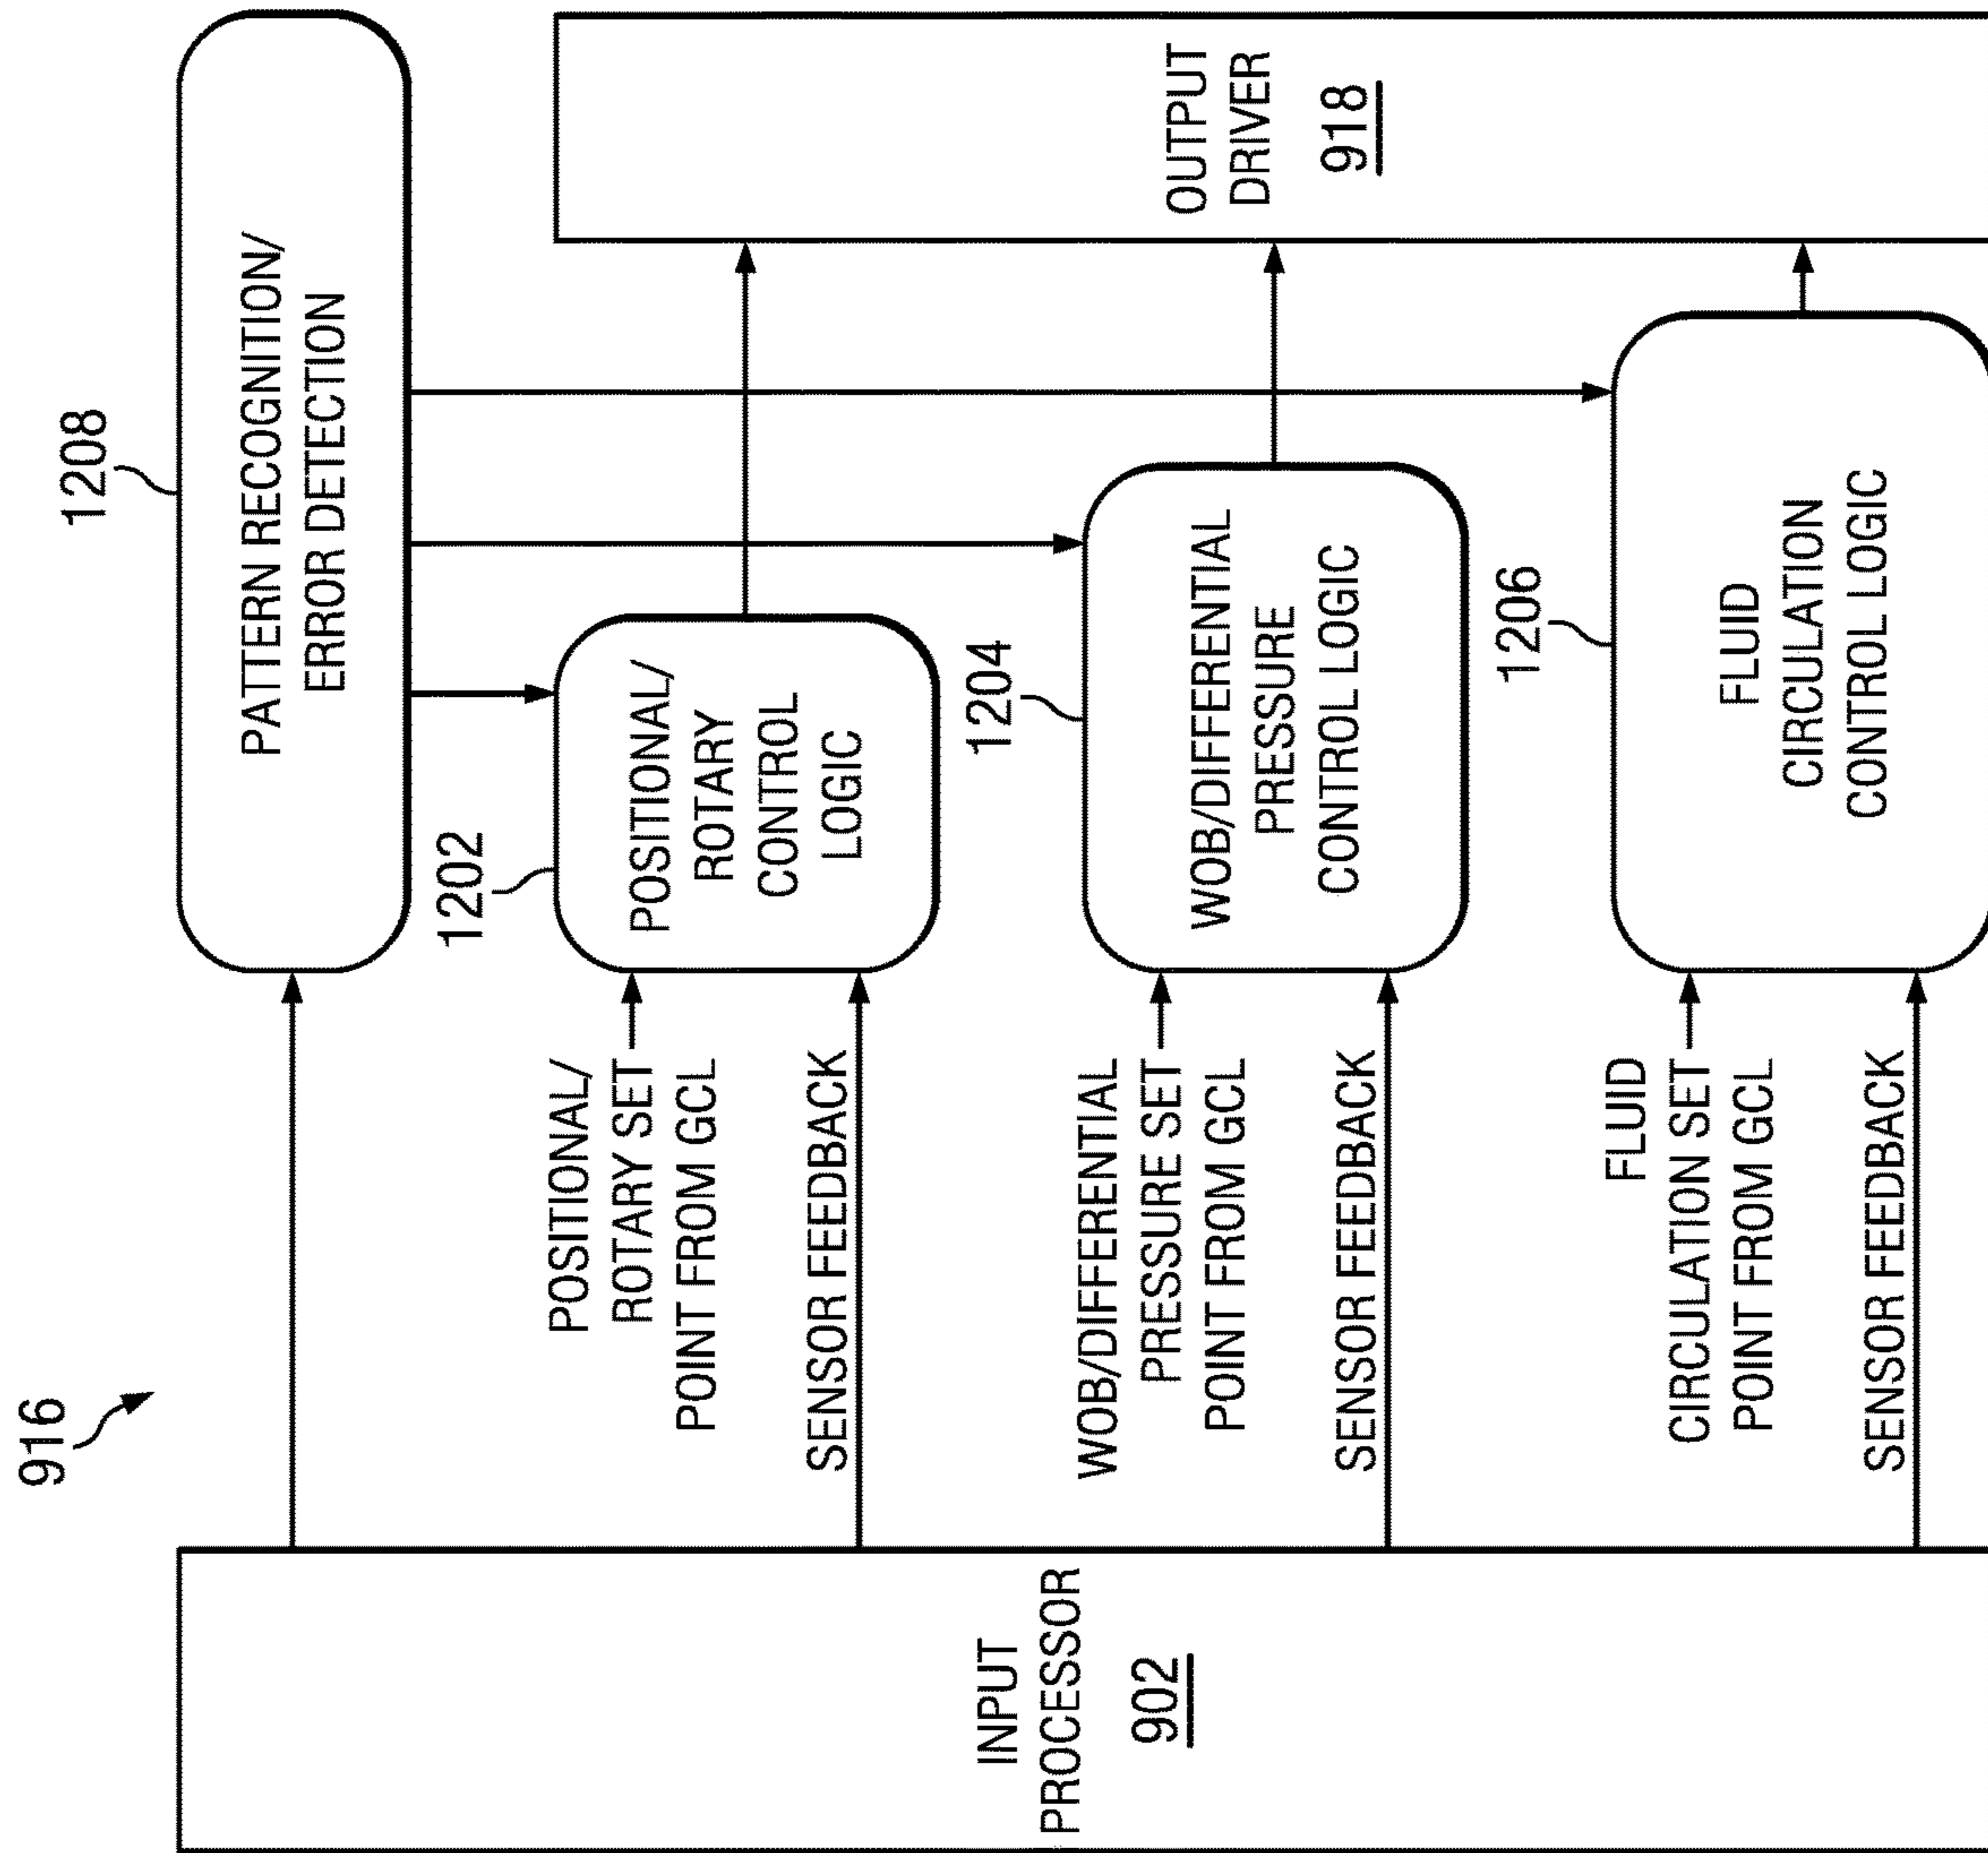 916
1208
PATTERN RECOGNITION/
ERROR DETECTION
INPUT
PROCESSOR
902
POSITIONAL/
ROTARY SET
POINT FROM GCL
SENSOR FEEDBACK
1202
POSITIONAL/
ROTARY
CONTROL
LOGIC
OUTPUT
DRIVER
918
WOB/DIFFERENTIAL
PRESSURE SET
POINT FROM GCL
SENSOR FEEDBACK
1204
WOB/DIFFERENTIAL
PRESSURE
CONTROL LOGIC
FLUID
CIRCULATION SET
POINT FROM GCL
SENSOR FEEDBACK
1206
FLUID
CIRCULATION
CONTROL LOGIC